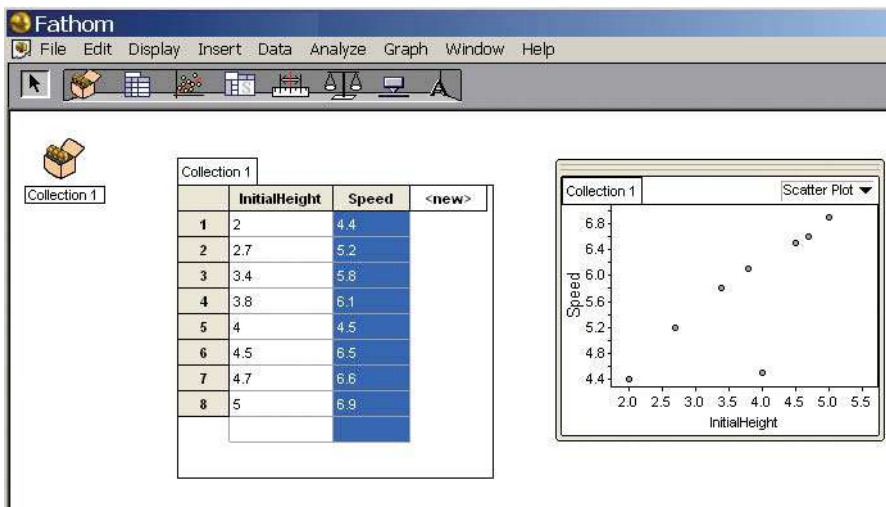 Fathom
File Edit Display Insert Data Analyze Graph Window Help
S
A
Collection 1
Collection 1
InitialHeight Speed <new>
1 2 4.4
2 2.7 5.2
3 3.4 5.8
4 3.8 6.1
5 4 4.5
6 4.5 6.5
7 4.7 6.6
8 5 6.9
Collection 1 Scatter Plot
6.8
6.4
6.0
5.6
5.2
4.8
4.4
Speed
2.0 2.5 3.0 3.5 4.0 4.5 5.0 5.5
InitialHeight